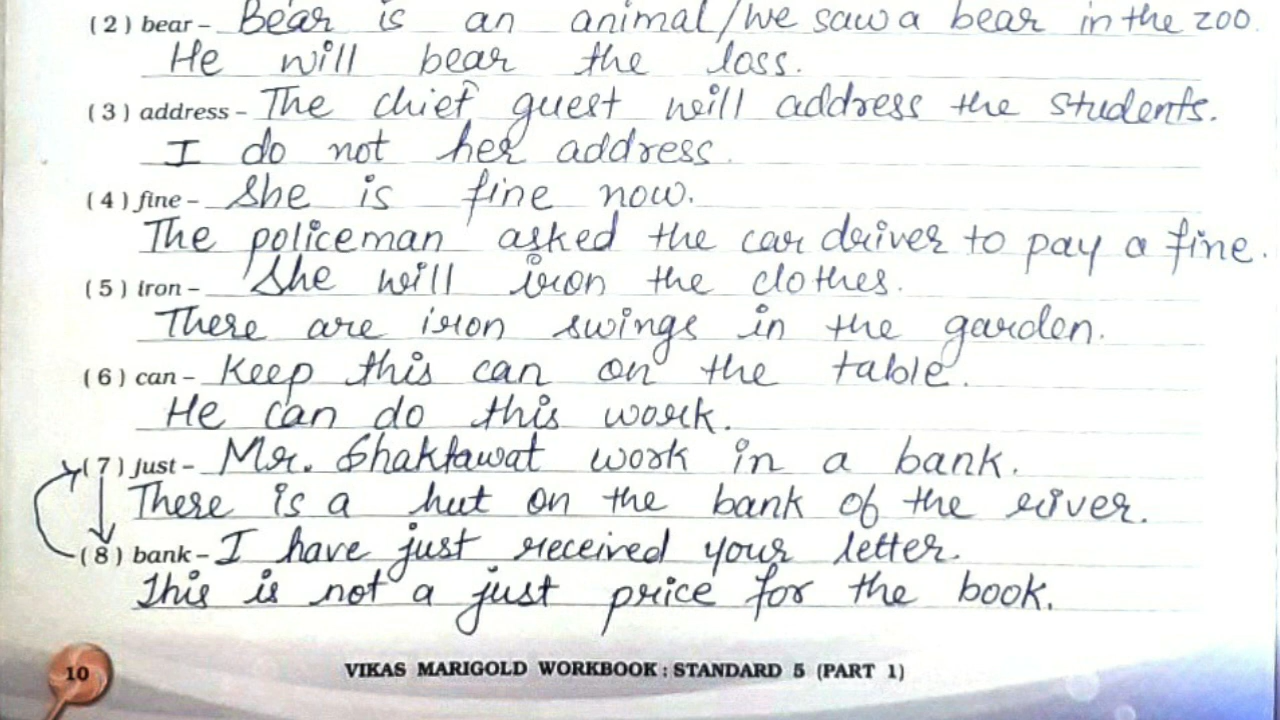 (2) bear – Bear is an animal/we saw a bear in the zoo.
He will bear the loss.
(3) address – The chief guest will address the students.
I do not her address.
(4) fine – She is fine now.
The policeman asked the car driver to pay a fine.
(5) iron – She will iron the clothes.
There are iron swings in the garden.
(6) can – Keep this can on the table.
He can do this work.
(7) just – Mr. Shaktawat work in a bank.
There is a hut on the bank of the river.
(8) bank – I have just received your letter.
This is not a just price for the book.
10 VIKAS MARIGOLD WORKBOOK : STANDARD 5 (PART 1)